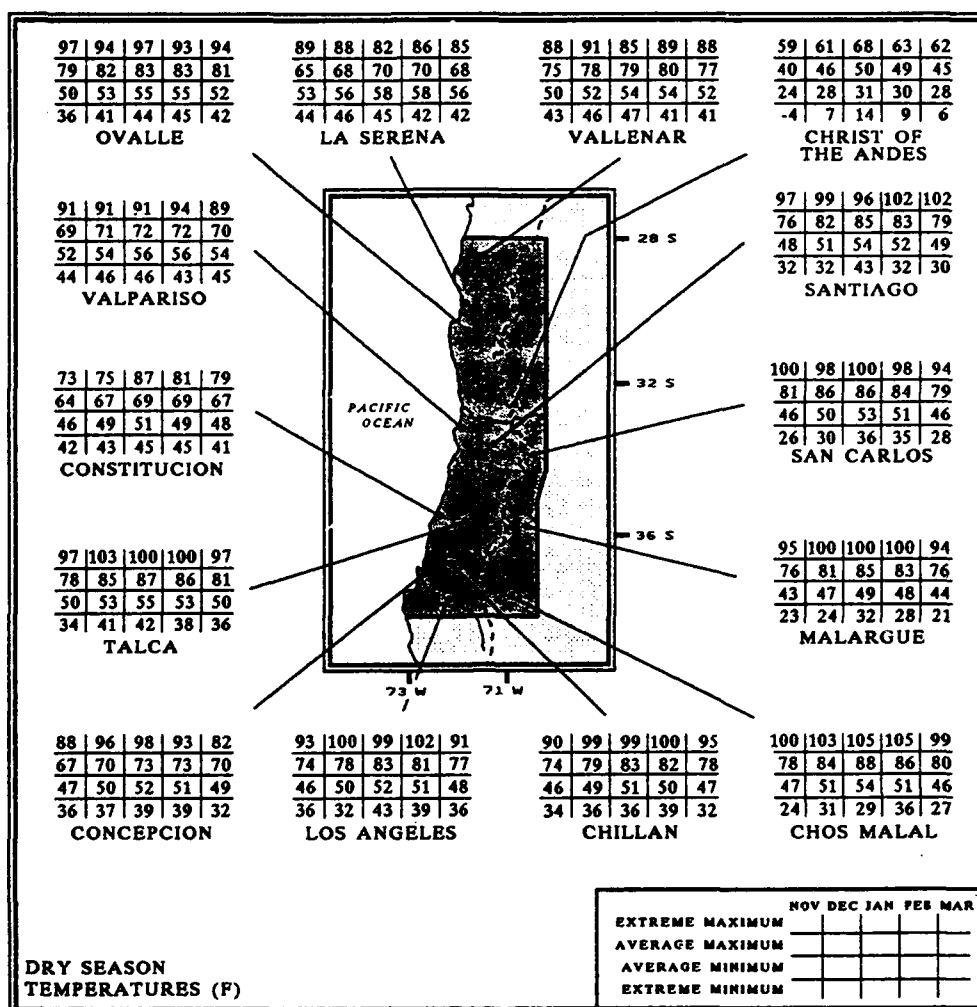 97 94 97 93 94
79 82 83 83 81
50 53 55 55 52
36 41 44 45 42
OVALLE
89 88 82 86 85
65 68 70 70 68
53 56 58 58 56
44 46 45 42 42
LA SERENA
88 91 85 89 88
75 78 79 80 77
50 52 54 54 52
43 46 47 41 41
VALLENAR
59 61 68 63 62
40 46 50 49 45
24 28 31 30 28
-4 7 14 9 6
CHRIST OF
THE ANDES
91 91 91 94 89
69 71 72 72 70
52 54 56 56 54
44 46 46 43 45
VALPARISO
97 99 96 102 102
76 82 85 83 79
48 51 54 52 49
32 32 43 32 30
SANTIAGO
73 75 87 81 79
64 67 69 69 67
46 49 51 49 48
42 43 45 45 41
CONSTITUCION
PACIFIC
OCEAN
28 S
32 S
36 S
73 W
71 W
100 98 100 98 94
81 86 86 84 79
46 50 53 51 46
26 30 36 35 28
SAN CARLOS
97 103 100 100 97
78 85 87 86 81
50 53 55 53 50
34 41 42 38 36
TALCA
95 100 100 100 94
76 81 85 83 76
43 47 49 48 44
23 24 32 28 21
MALARGUE
88 96 98 93 82
67 70 73 73 70
47 50 52 51 49
36 37 39 39 32
CONCEPCION
93 100 99 102 91
74 78 83 81 77
46 50 52 51 48
36 32 43 39 36
LOS ANGELES
90 99 99 100 95
74 79 83 82 78
46 49 51 50 47
34 36 36 39 32
CHILLAN
100 103 105 105 99
78 84 88 86 80
47 51 54 51 46
24 31 29 36 27
CHOS MALAL
DRY SEASON
TEMPERATURES (F)
NOV DEC JAN FEB MAR
EXTREME MAXIMUM
AVERAGE MAXIMUM
AVERAGE MINIMUM
EXTREME MINIMUM